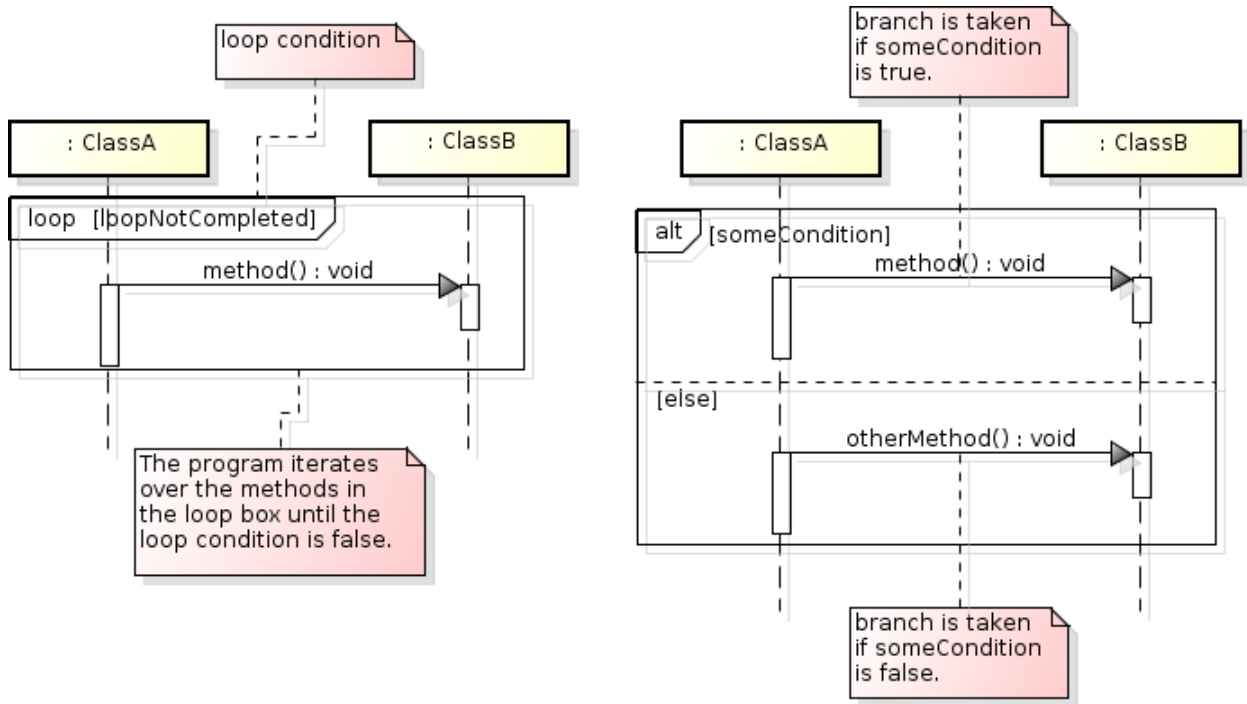 loop condition
: ClassA
: ClassB
loop [loopNotCompleted]
method() : void
The program iterates
over the methods in
the loop box until the
loop condition is false.
branch is taken
if someCondition
is true.
: ClassA
: ClassB
alt [someCondition]
method() : void
[else]
otherMethod() : void
branch is taken
if someCondition
is false.